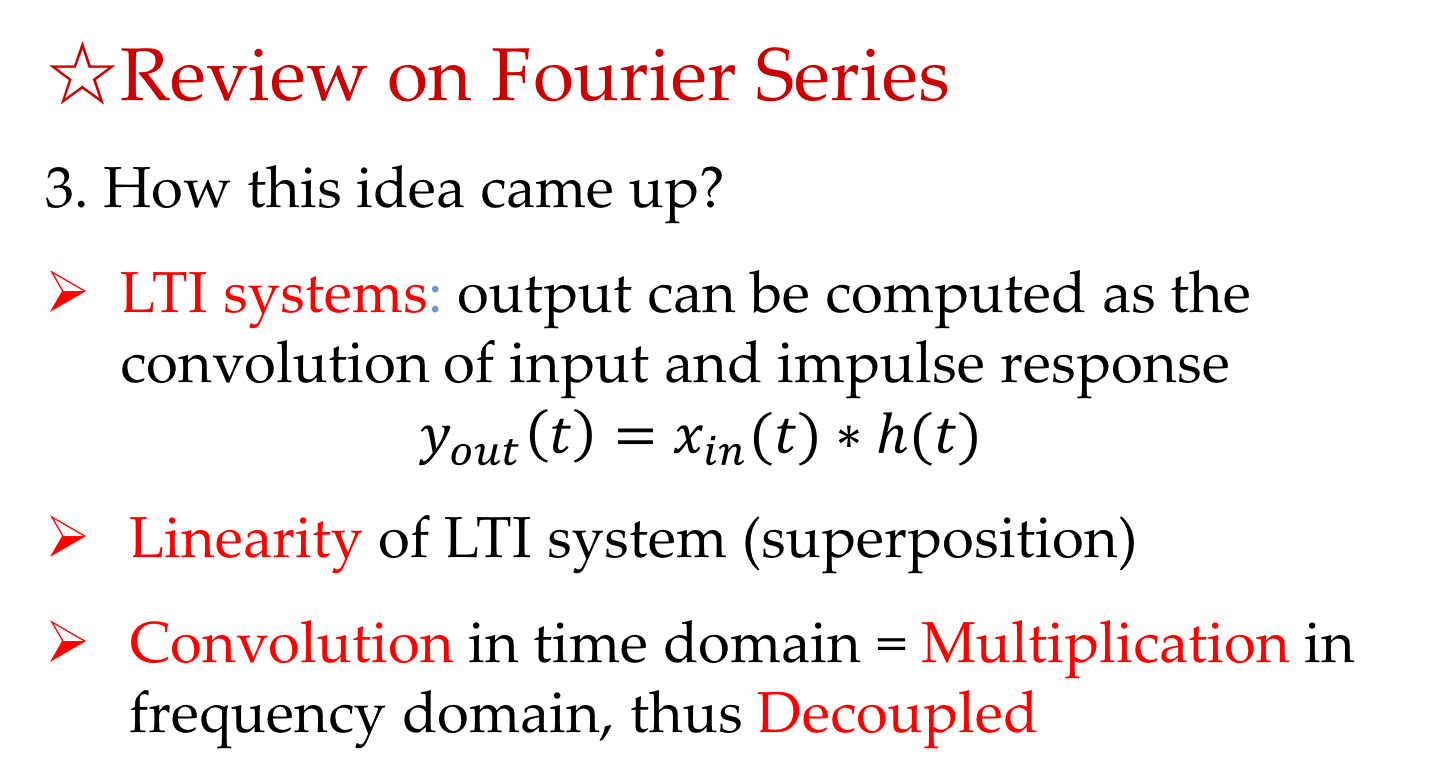 ☆Review on Fourier Series
3. How this idea came up?
➢ LTI systems: output can be computed as the
convolution of input and impulse response
y_out(t) = x_in(t) ∗ h(t)
➢ Linearity of LTI system (superposition)
➢ Convolution in time domain = Multiplication in
frequency domain, thus Decoupled